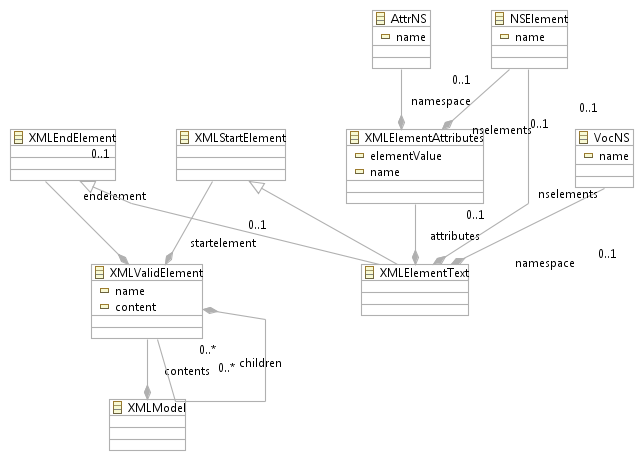 AttrNS
name
NSElement
name
0..1
namespace
0..1
XMLEndElement
0..1
XMLStartElement
XMLElementAttributes
elementValue
name
nselements
0..1
VocNS
name
endelement
nselements
0..1
0..1
startelement
attributes
namespace
0..1
XMLValidElement
name
content
XMLElementText
0..*
contents
0..*
children
XMLModel